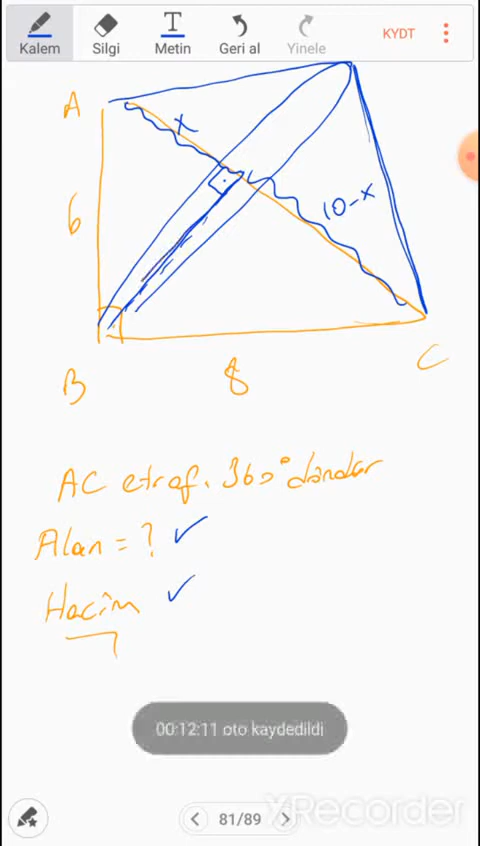 Kalem
Silgi
Metin
Geri al
Yinele
KYDT
A
x
6
10-x
B
8
C
AC etraf. 360° döndür
Alan = ? ✓
Hacim ✓
00:12:11 oto kaydedildi
81/89
XRecorder